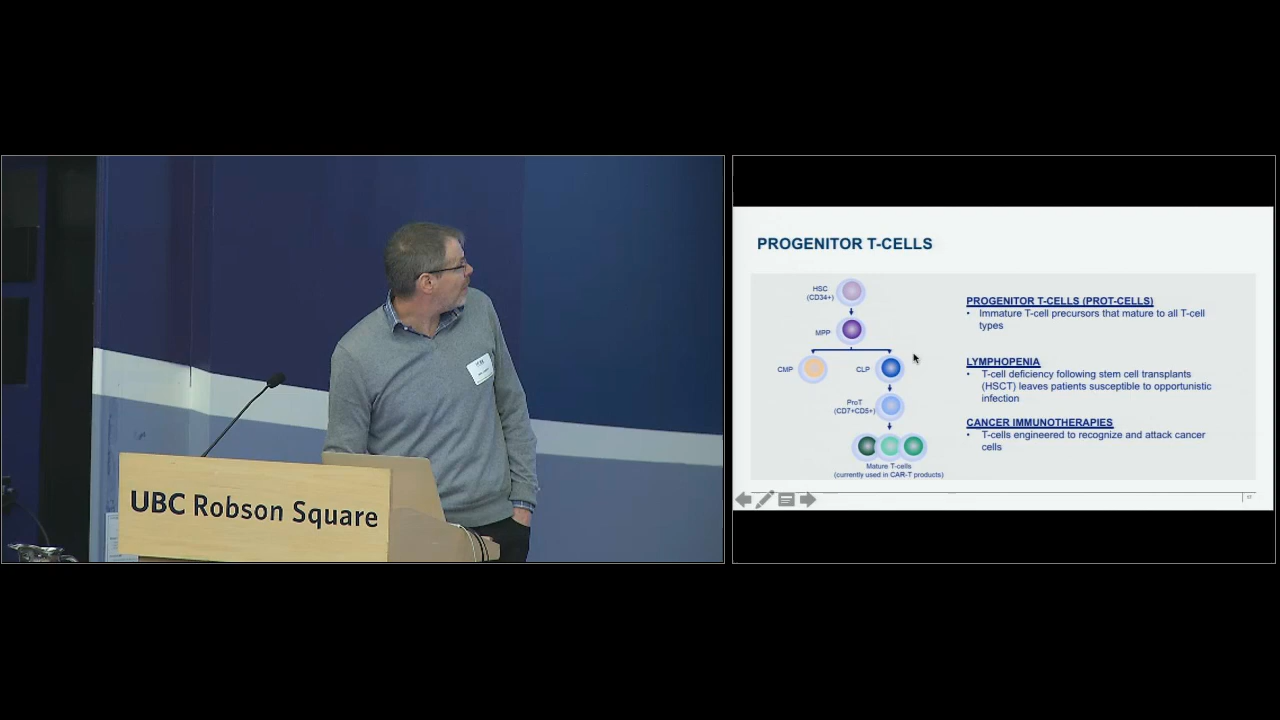 UBC Robson Square
PROGENITOR T-CELLS
HSC
(CD34+)
MPP
CMP
CLP
ProT
(CD7+CD5+)
Mature T-cells
(currently used in CAR-T products)
PROGENITOR T-CELLS (PROT-CELLS)
• Immature T-cell precursors that mature to all T-cell
types
LYMPHOPENIA
• T-cell deficiency following stem cell transplants
(HSCT) leaves patients susceptible to opportunistic
infection
CANCER IMMUNOTHERAPIES
• T-cells engineered to recognize and attack cancer
cells